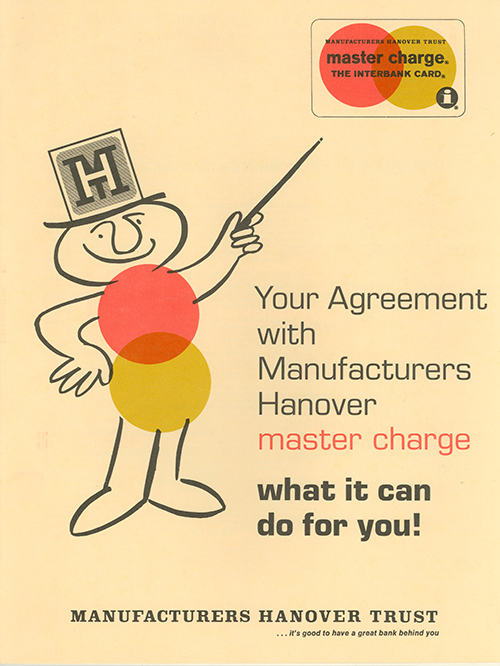 MANUFACTURERS HANOVER TRUST
master charge®
THE INTERBANK CARD®
i®
MHT
Your Agreement
with
Manufacturers
Hanover
master charge
what it can
do for you!
MANUFACTURERS HANOVER TRUST
...it's good to have a great bank behind you